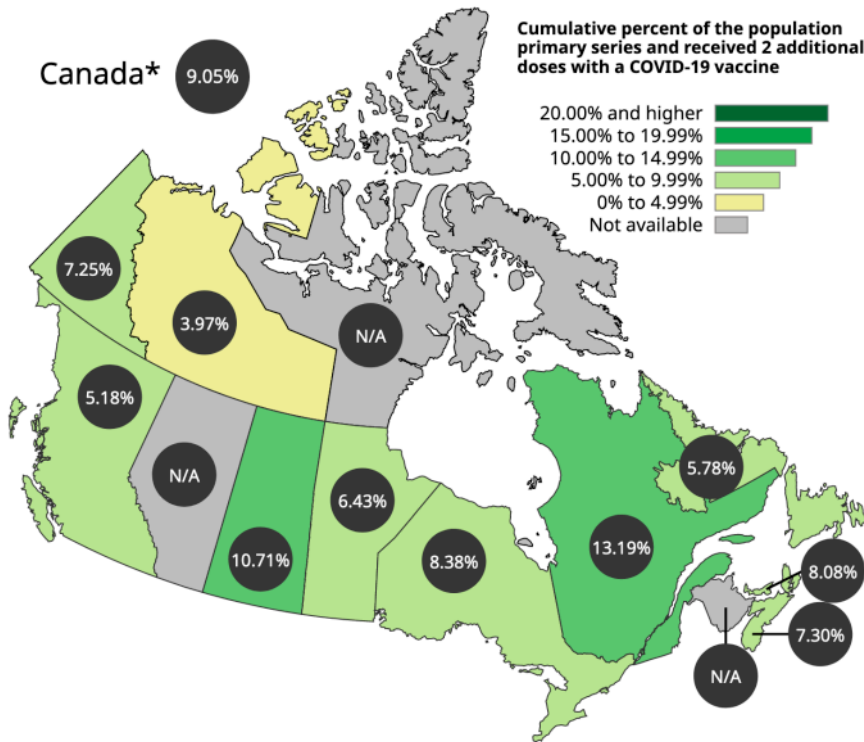 Cumulative percent of the population
primary series and received 2 additional
doses with a COVID-19 vaccine
Canada*
9.05%
20.00% and higher
15.00% to 19.99%
10.00% to 14.99%
5.00% to 9.99%
0% to 4.99%
Not available
7.25%
3.97%
N/A
5.18%
N/A
10.71%
6.43%
8.38%
13.19%
5.78%
8.08%
7.30%
N/A